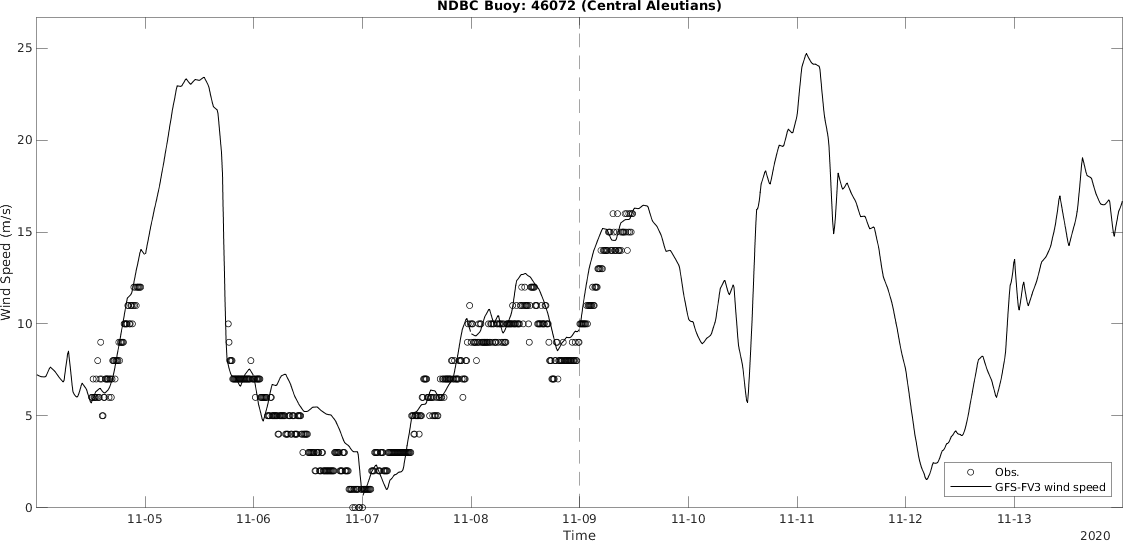 NDBC Buoy: 46072 (Central Aleutians)
Wind Speed (m/s)
25
20
15
10
5
0
11-05 11-06 11-07 11-08 11-09 11-10 11-11 11-12 11-13
Time
2020
Obs.
GFS-FV3 wind speed